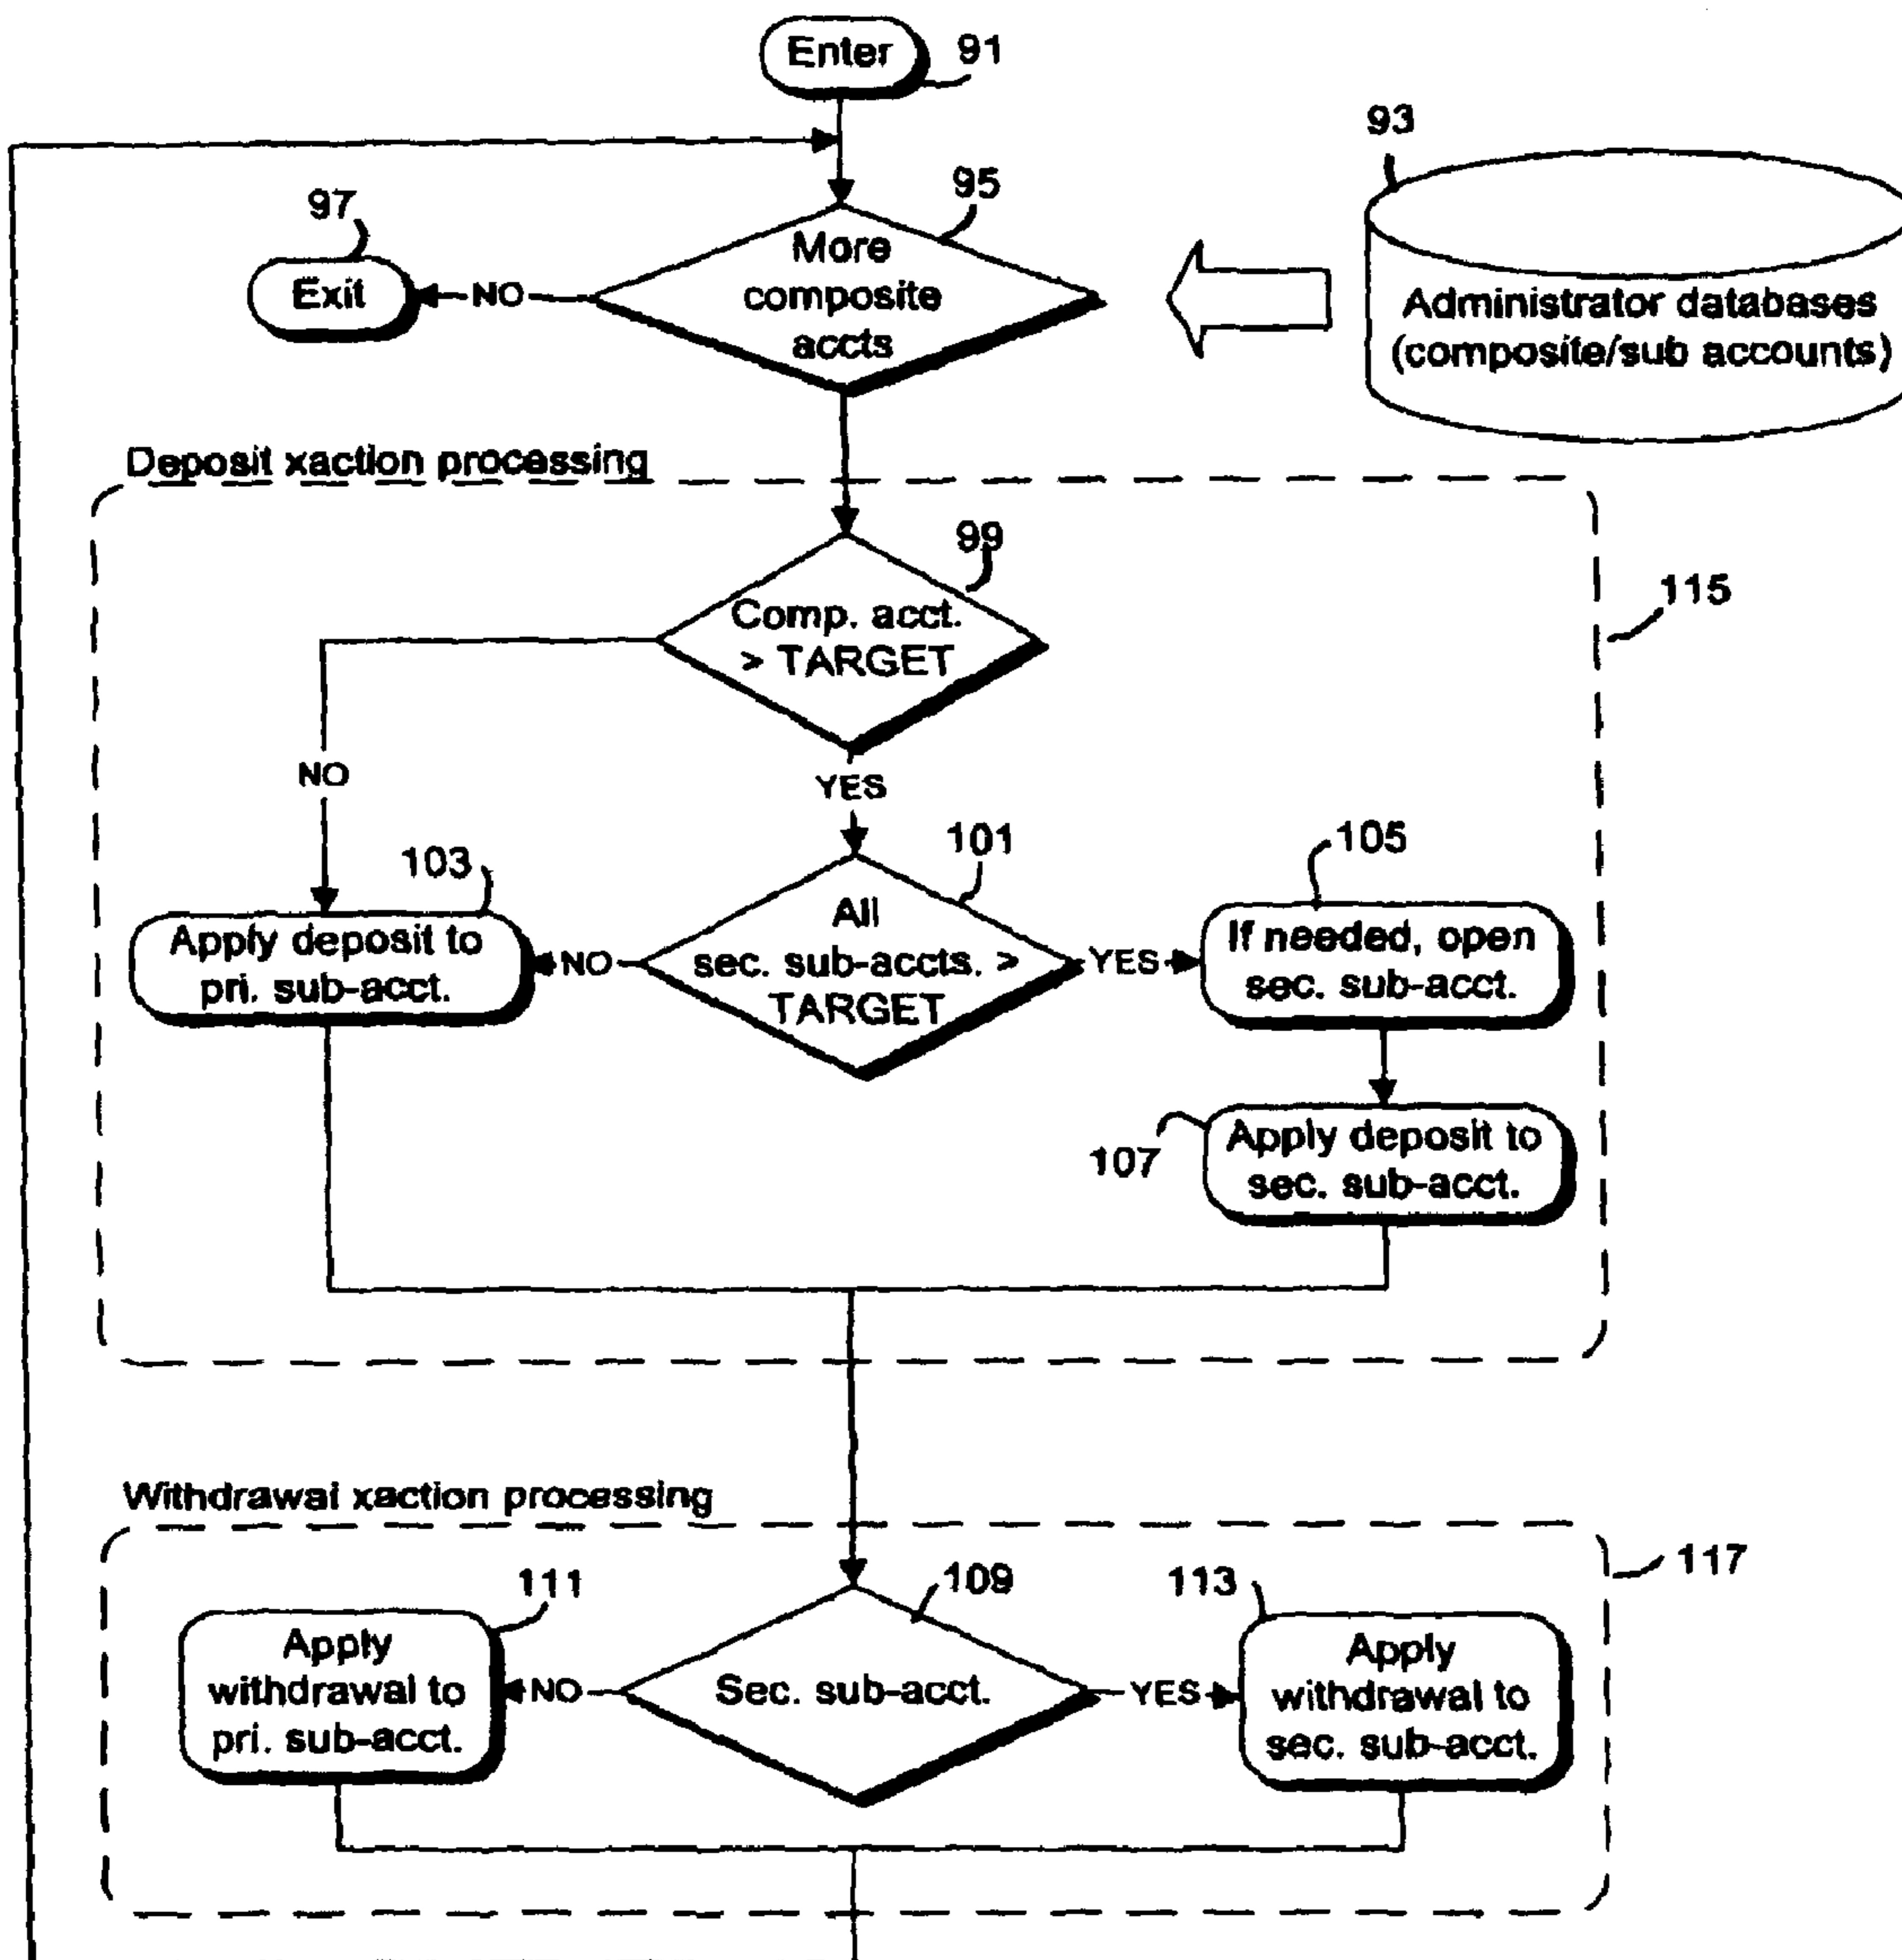 Enter
91
93
95
97
More
composite
accts
Exit
NO
Administrator databases
(composite/sub accounts)
Deposit xaction processing
99
115
Comp. acct.
> TARGET
NO
YES
101
105
103
All
sec. sub-accts. >
TARGET
Apply deposit to
pri. sub-acct.
NO
YES
If needed, open
sec. sub-acct.
107
Apply deposit to
sec. sub-acct.
Withdrawal xaction processing
117
111
109
113
Apply
withdrawal to
pri. sub-acct.
NO
Sec. sub-acct.
YES
Apply
withdrawal to
sec. sub-acct.